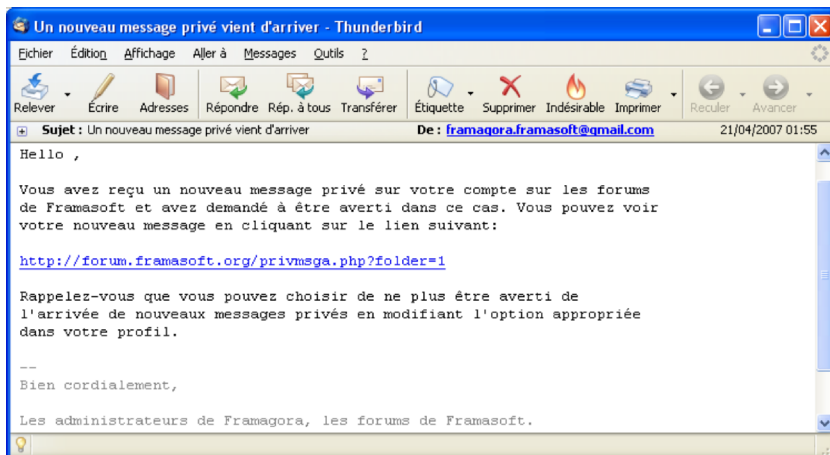 Un nouveau message privé vient d'arriver - Thunderbird
Fichier Édition Affichage Aller à Messages Outils ?
Relever Écrire Adresses Répondre Rép. à tous Transférer Étiquette Supprimer Indésirable Imprimer Reculer Avancer
Sujet : Un nouveau message privé vient d'arriver De : framagora.framasoft@gmail.com 21/04/2007 01:55
Hello ,
Vous avez reçu un nouveau message privé sur votre compte sur les forums
de Framasoft et avez demandé à être averti dans ce cas. Vous pouvez voir
votre nouveau message en cliquant sur le lien suivant:
http://forum.framasoft.org/privmsga.php?folder=1
Rappelez-vous que vous pouvez choisir de ne plus être averti de
l'arrivée de nouveaux messages privés en modifiant l'option appropriée
dans votre profil.
--
Bien cordialement,
Les administrateurs de Framagora, les forums de Framasoft.